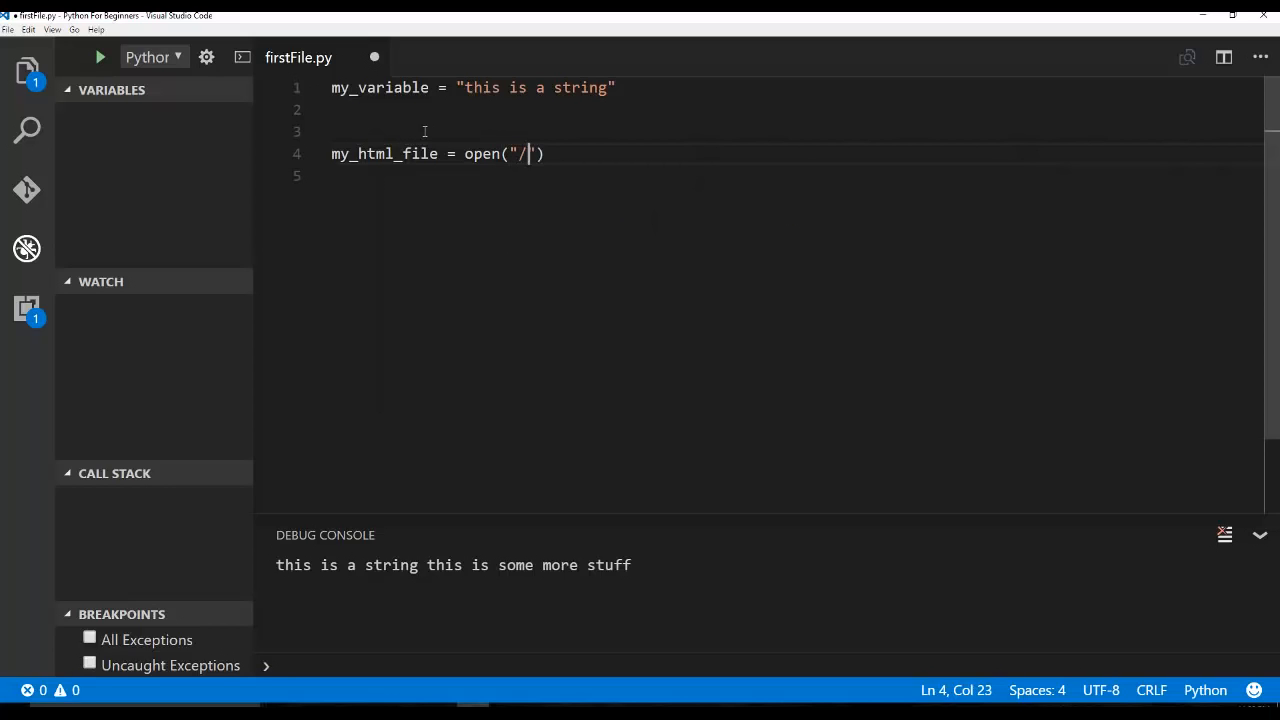 firstFile.py - Python For Beginners - Visual Studio Code
File Edit View Go Help
Python
firstFile.py
1
VARIABLES
1 my_variable = "this is a string"
2
3
4 my_html_file = open("/")
5
WATCH
1
CALL STACK
DEBUG CONSOLE
this is a string this is some more stuff
BREAKPOINTS
All Exceptions
Uncaught Exceptions
0 0
Ln 4, Col 23 Spaces: 4 UTF-8 CRLF Python